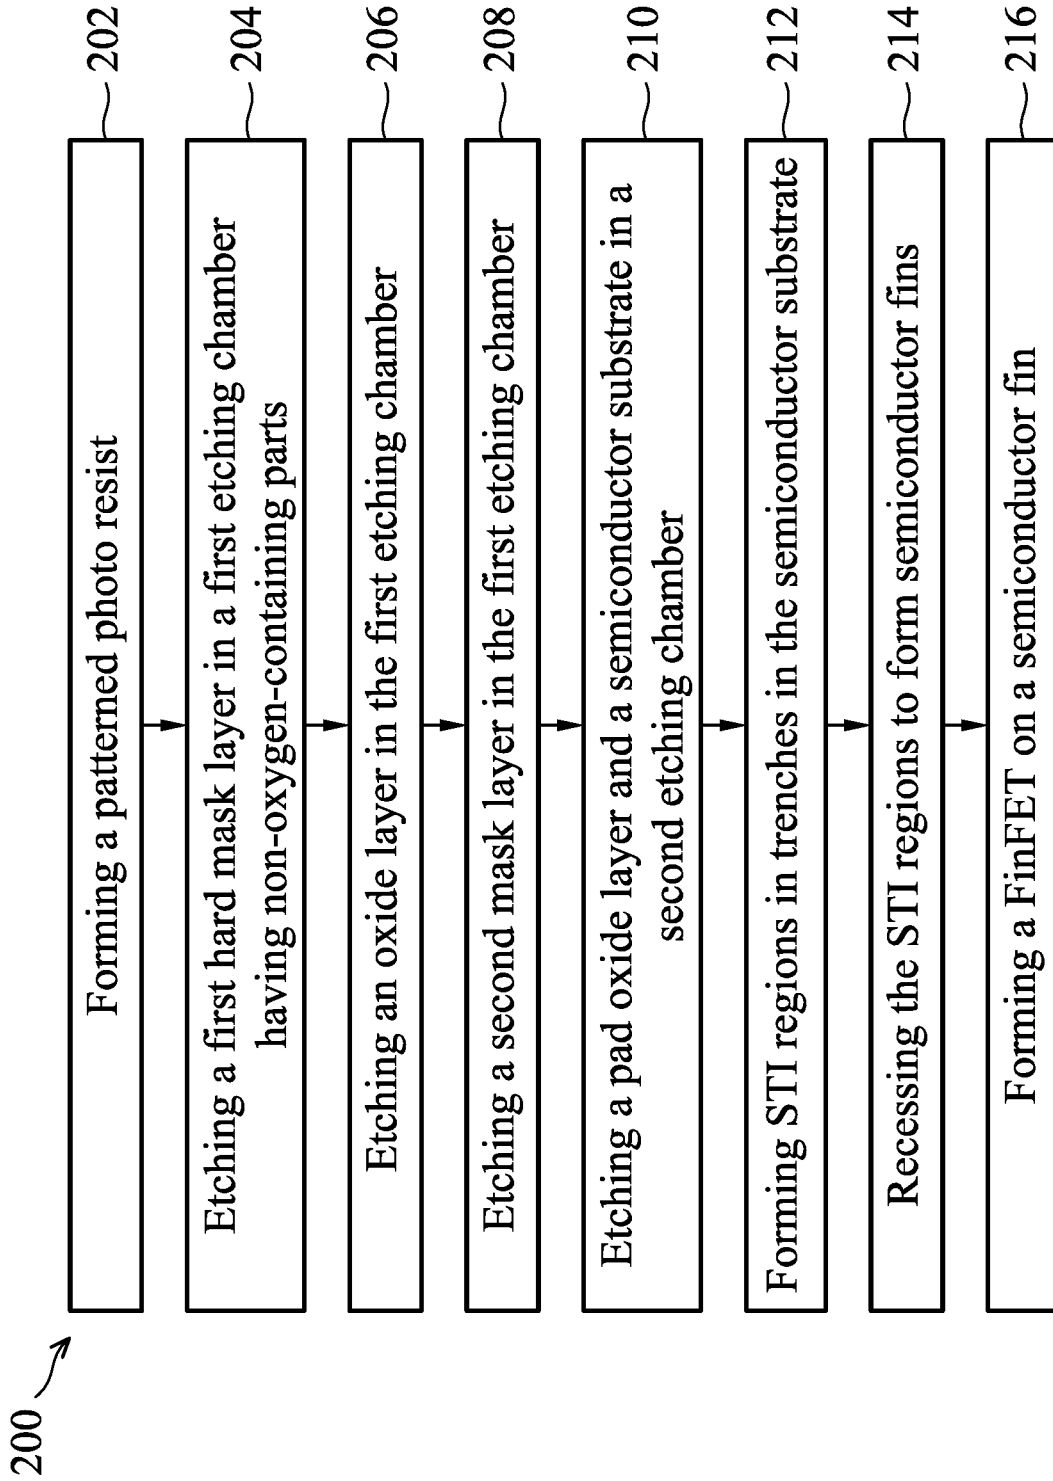 200
Forming a patterned photo resist
202
Etching a first hard mask layer in a first etching chamber
having non-oxygen-containing parts
204
Etching an oxide layer in the first etching chamber
206
Etching a second mask layer in the first etching chamber
208
Etching a pad oxide layer and a semiconductor substrate in a
second etching chamber
210
Forming STI regions in trenches in the semiconductor substrate
212
Recessing the STI regions to form semiconductor fins
214
Forming a FinFET on a semiconductor fin
216